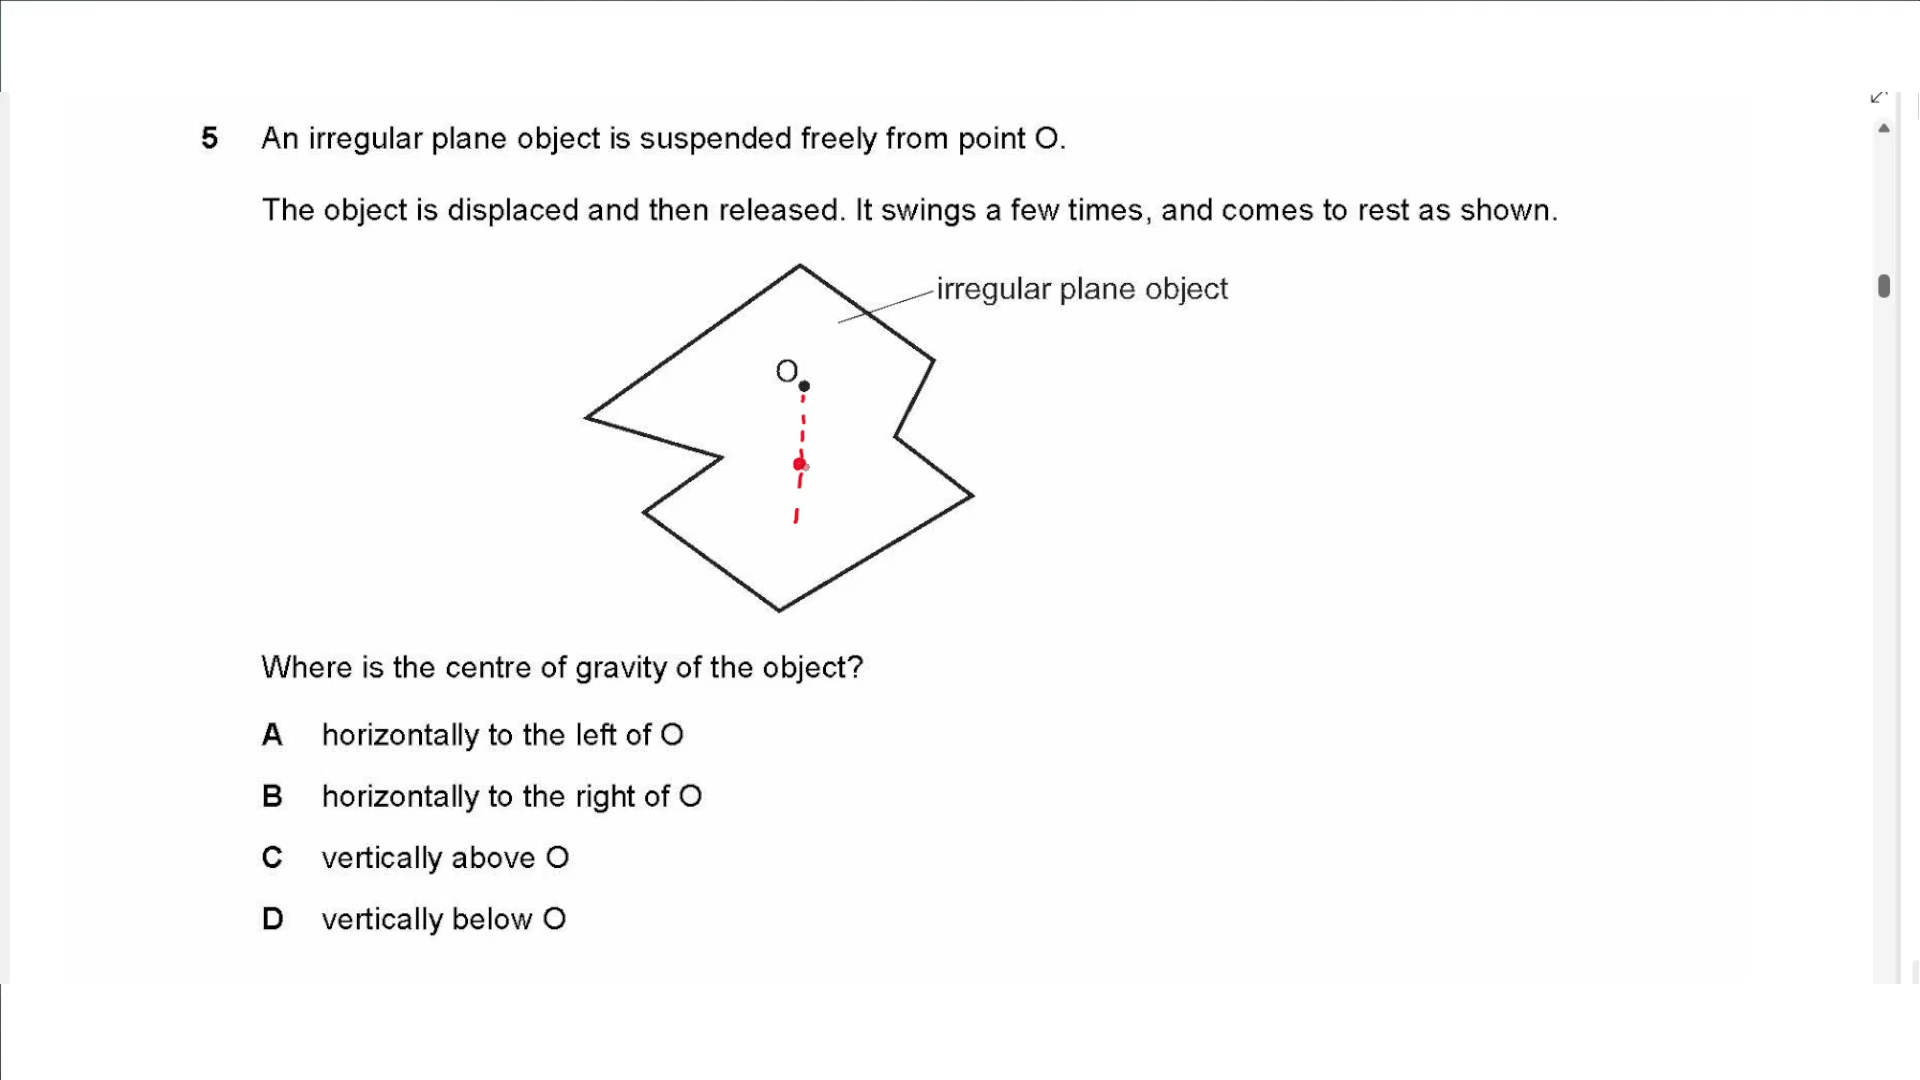 5 An irregular plane object is suspended freely from point O.
The object is displaced and then released. It swings a few times, and comes to rest as shown.
irregular plane object
O
Where is the centre of gravity of the object?
A horizontally to the left of O
B horizontally to the right of O
C vertically above O
D vertically below O